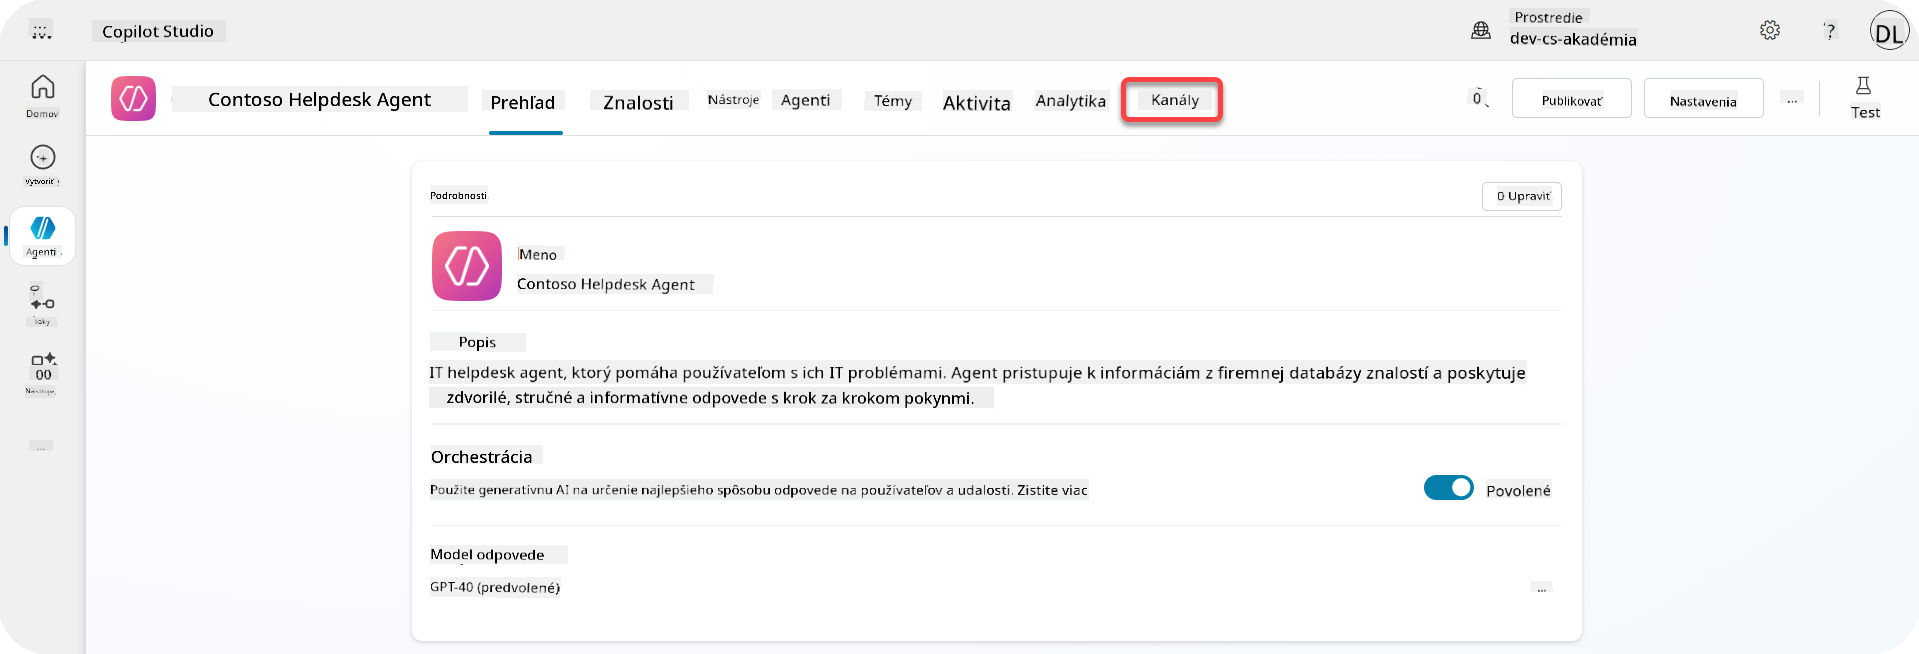 Copilot Studio
Prostredie
dev-cs-akadémia
?
DL
Domov
Vytvoriť
Agenti
Toky
Nástroje
...
Contoso Helpdesk Agent
Prehľad
Znalosti
Nástroje
Agenti
Témy
Aktivita
Analytika
Kanály
Publikovať
Nastavenia
...
Test
Podrobnosti
Upraviť
Meno
Contoso Helpdesk Agent
Popis
IT helpdesk agent, ktorý pomáha používateľom s ich IT problémami. Agent pristupuje k informáciám z firemnej databázy znalostí a poskytuje
zdvorilé, stručné a informatívne odpovede s krok za krokom pokynmi.
Orchestrácia
Použite generatívnu AI na určenie najlepšieho spôsobu odpovede na používateľov a udalosti. Zistite viac
Povolené
Model odpovede
GPT-40 (predvolené)
...